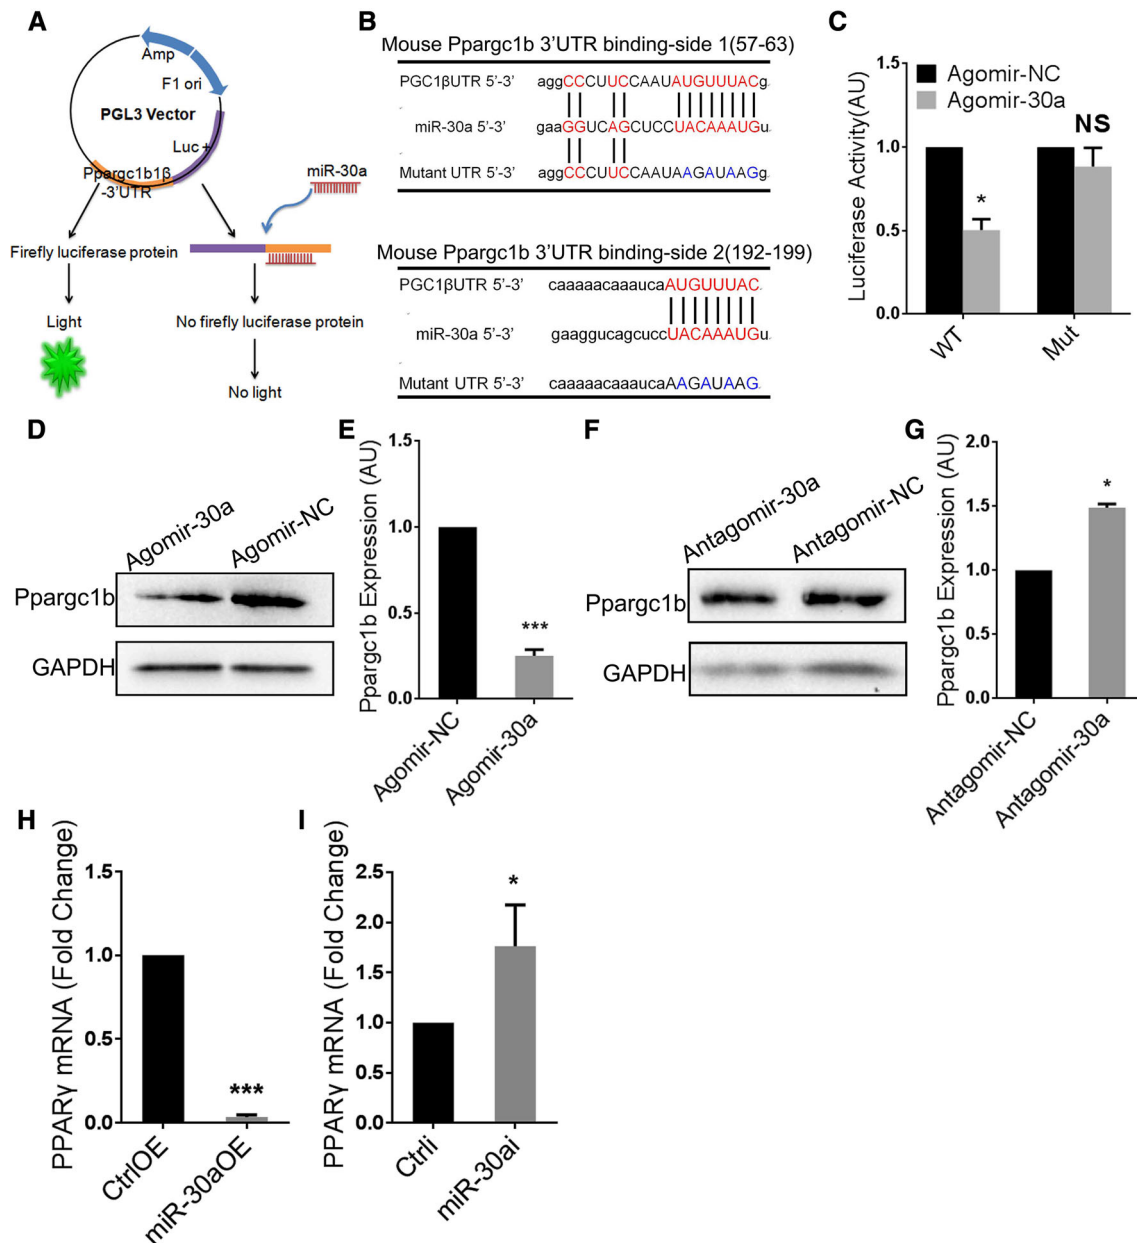 A
Amp
F1 ori
PGL3 Vector
Luc+
Ppargc1b1β
-3'UTR
miR-30a
Firefly luciferase protein
Light
No firefly luciferase protein
No light
B
Mouse Ppargc1b 3'UTR binding-side 1(57-63)
PGC1βUTR 5'-3' aggCCCUUCCAAUAUGUUUACg
miR-30a 5'-3' gaaGGUCAGCUCCUACAAAUGu
Mutant UTR 5'-3' aggCCCUUCCAAUAAGAUAAGg
Mouse Ppargc1b 3'UTR binding-side 2(192-199)
PGC1βUTR 5'-3' caaaaacaaaucaAUGUUUAC
miR-30a 5'-3' gaaggucagcuccUACAAAUGu
Mutant UTR 5'-3' caaaaacaaaucaAAGAUAAG
C
Luciferase Activity(AU)
1.5
1.0
0.5
0.0
Agomir-NC
Agomir-30a
*
NS
WT
Mut
D
Agomir-30a
Agomir-NC
Ppargc1b
GAPDH
E
Ppargc1b Expression (AU)
1.5
1.0
0.5
0.0
***
Agomir-NC
Agomir-30a
F
Antagomir-30a
Antagomir-NC
Ppargc1b
GAPDH
G
Ppargc1b Expression (AU)
2.0
1.5
1.0
0.5
0.0
*
Antagomir-NC
Antagomir-30a
H
PPARγ mRNA (Fold Change)
1.5
1.0
0.5
0.0
***
CtrlOE
miR-30aOE
I
PPARγ mRNA (Fold Change)
2.5
2.0
1.5
1.0
0.5
0.0
*
Ctrli
miR-30ai